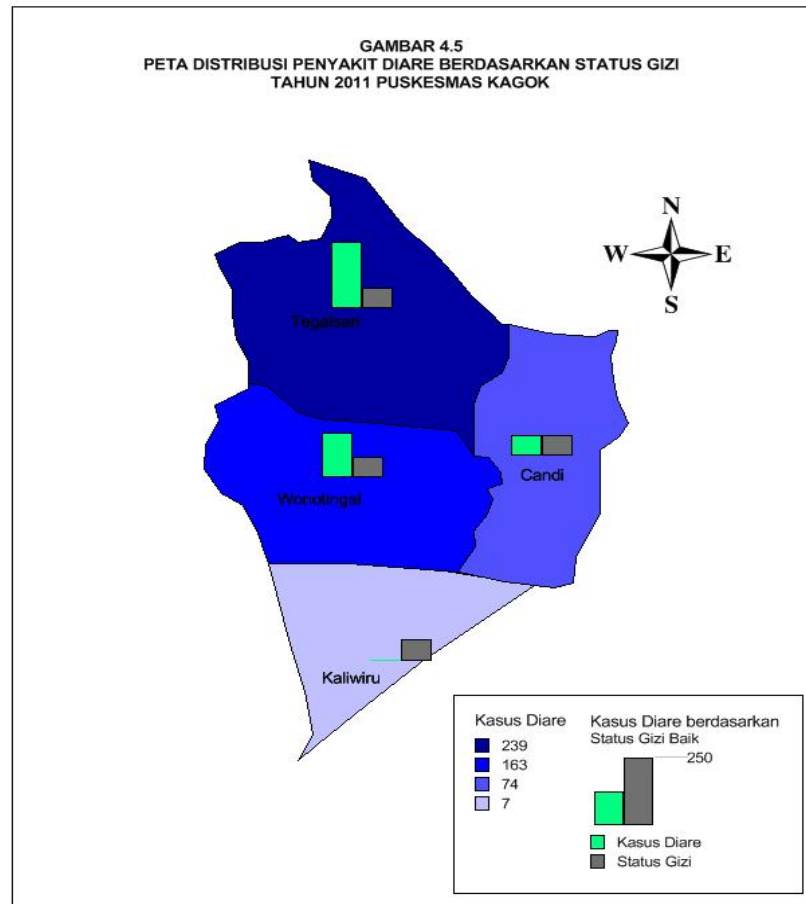 GAMBAR 4.5
PETA DISTRIBUSI PENYAKIT DIARE BERDASARKAN STATUS GIZI
TAHUN 2011 PUSKESMAS KAGOK
N
W E
S
Tegalsari
Candi
Wonotingal
Kaliwiru
Kasus Diare
239
163
74
7
Kasus Diare berdasarkan
Status Gizi Baik
250
Kasus Diare
Status Gizi